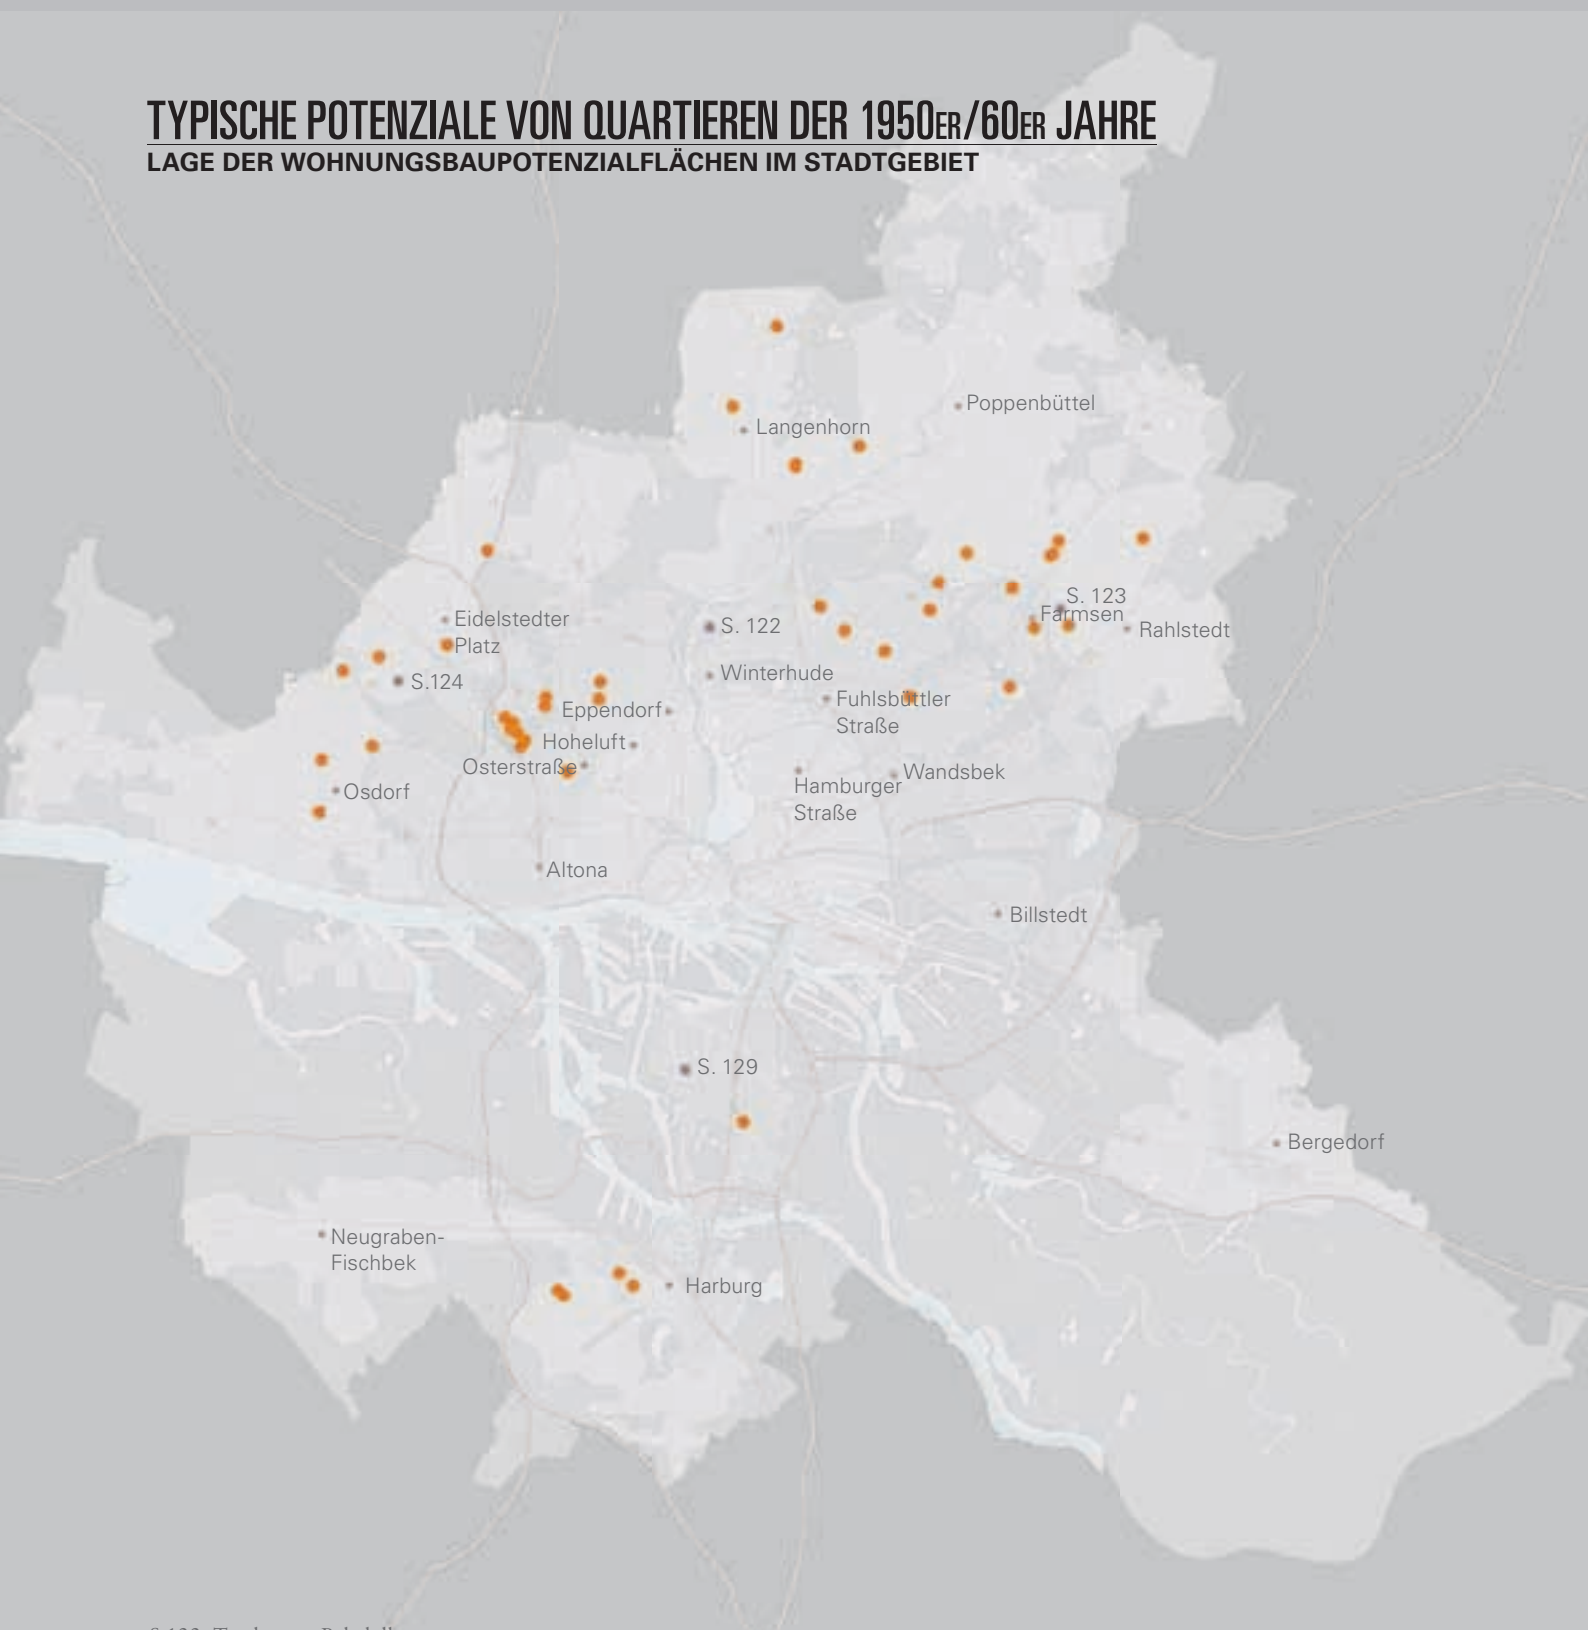 TYPISCHE POTENZIALE VON QUARTIEREN DER 1950ER/60ER JAHRE
LAGE DER WOHNUNGSBAUPOTENZIALFLÄCHEN IM STADTGEBIET
Poppenbüttel
Langenhorn
S. 123
Farmsen
Rahlstedt
Eidelstedter
Platz
S. 122
S.124
Winterhude
Fuhlsbüttler
Straße
Eppendorf
Hoheluft
Osterstraße
Wandsbek
Hamburger
Straße
Osdorf
Altona
Billstedt
S. 129
Bergedorf
Neugraben-
Fischbek
Harburg